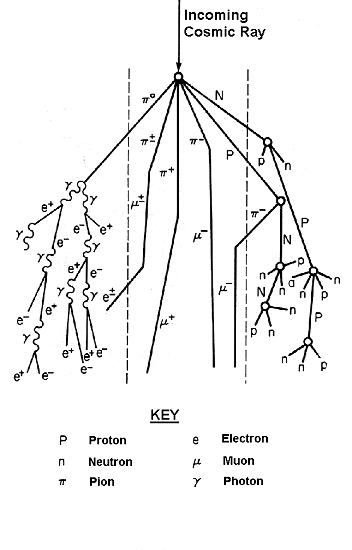 Incoming
Cosmic Ray
π° N
π± π−
π+ P
p n
γ γ
e+ γ e+
μ± π− P
γ e− N
μ− n p
e− γ n a n
e+ e− p n
γ γ e± μ− N
e− e+ P
γ μ+ p n n
e+ e− e+ e+ e− n n
e− p
KEY
P Proton e Electron
n Neutron μ Muon
π Pion γ Photon